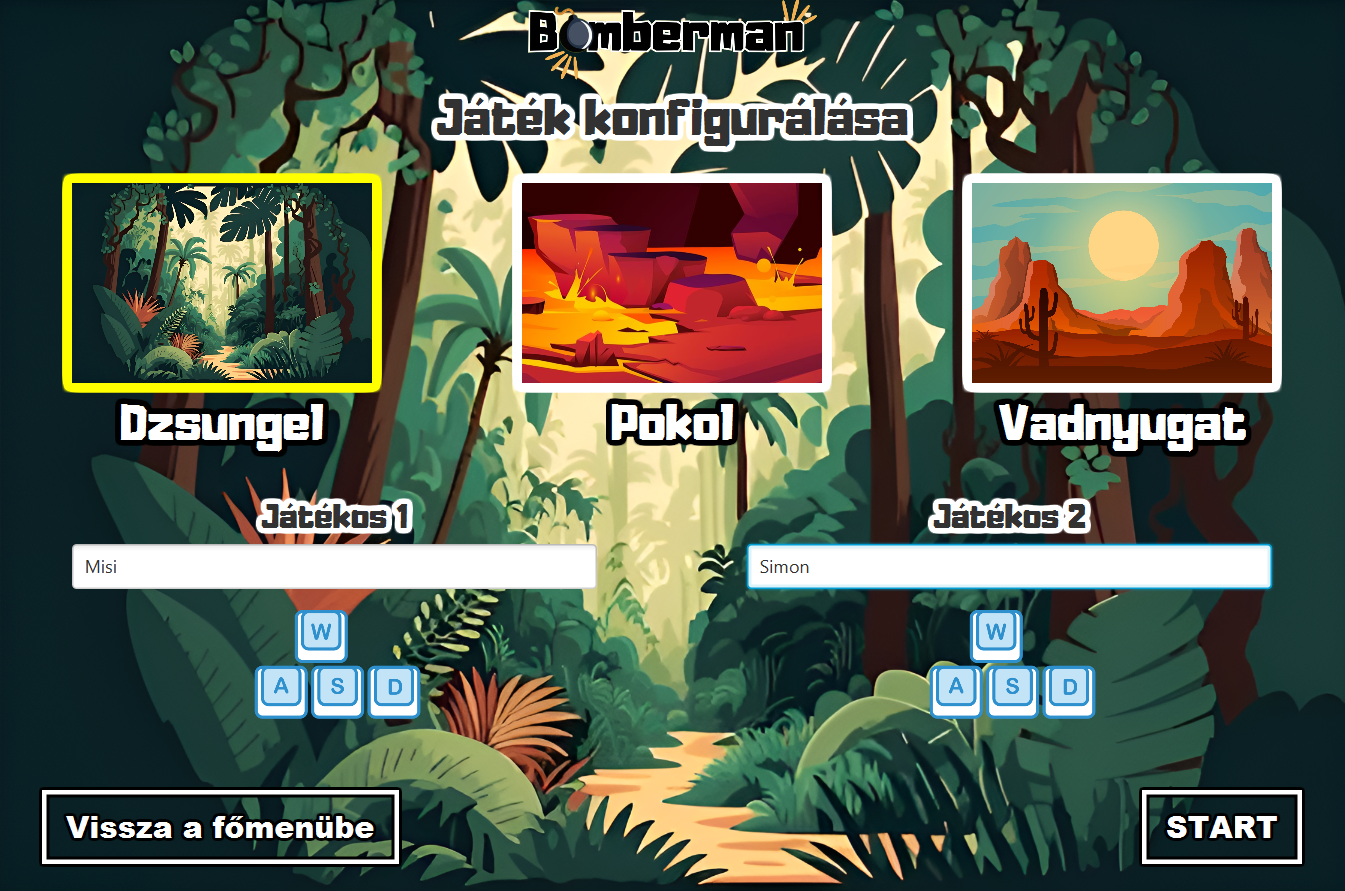 Bomberman
Játék konfigurálása
Dzsungel
Pokol
Vadnyugat
Játékos 1
Játékos 2
Misi
Simon
W
W
A S D
A S D
Vissza a főmenübe
START